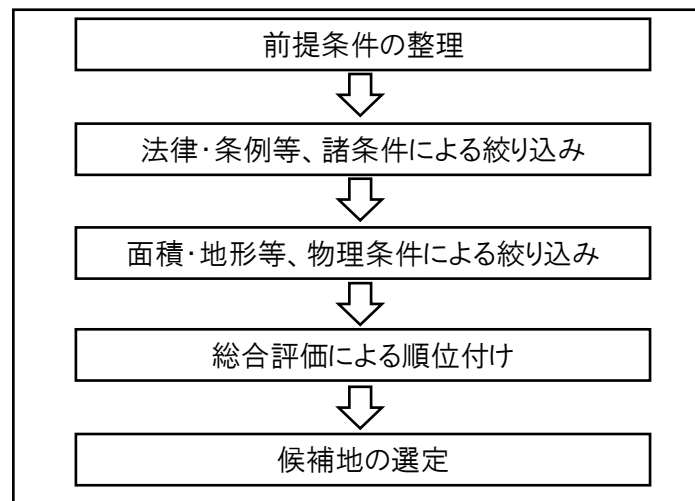 前提条件の整理
法律・条例等、諸条件による絞り込み
面積・地形等、物理条件による絞り込み
総合評価による順位付け
候補地の選定